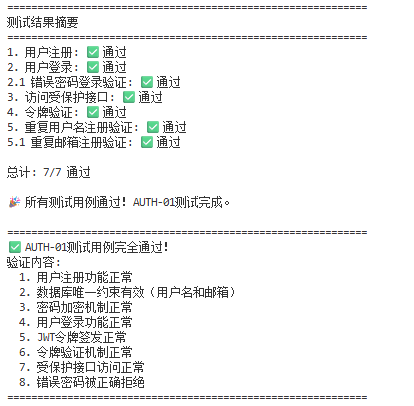 ============================================================
测试结果摘要
============================================================
1. 用户注册: ✅ 通过
2. 用户登录: ✅ 通过
2.1 错误密码登录验证: ✅ 通过
3. 访问受保护接口: ✅ 通过
4. 令牌验证: ✅ 通过
5. 重复用户名注册验证: ✅ 通过
5.1 重复邮箱注册验证: ✅ 通过
总计: 7/7 通过
🎉 所有测试用例通过! AUTH-01测试完成。
============================================================
✅ AUTH-01测试用例完全通过!
验证内容:
1. 用户注册功能正常
2. 数据库唯一约束有效（用户名和邮箱）
3. 密码加密机制正常
4. 用户登录功能正常
5. JWT令牌签发正常
6. 令牌验证机制正常
7. 受保护接口访问正常
8. 错误密码被正确拒绝
============================================================